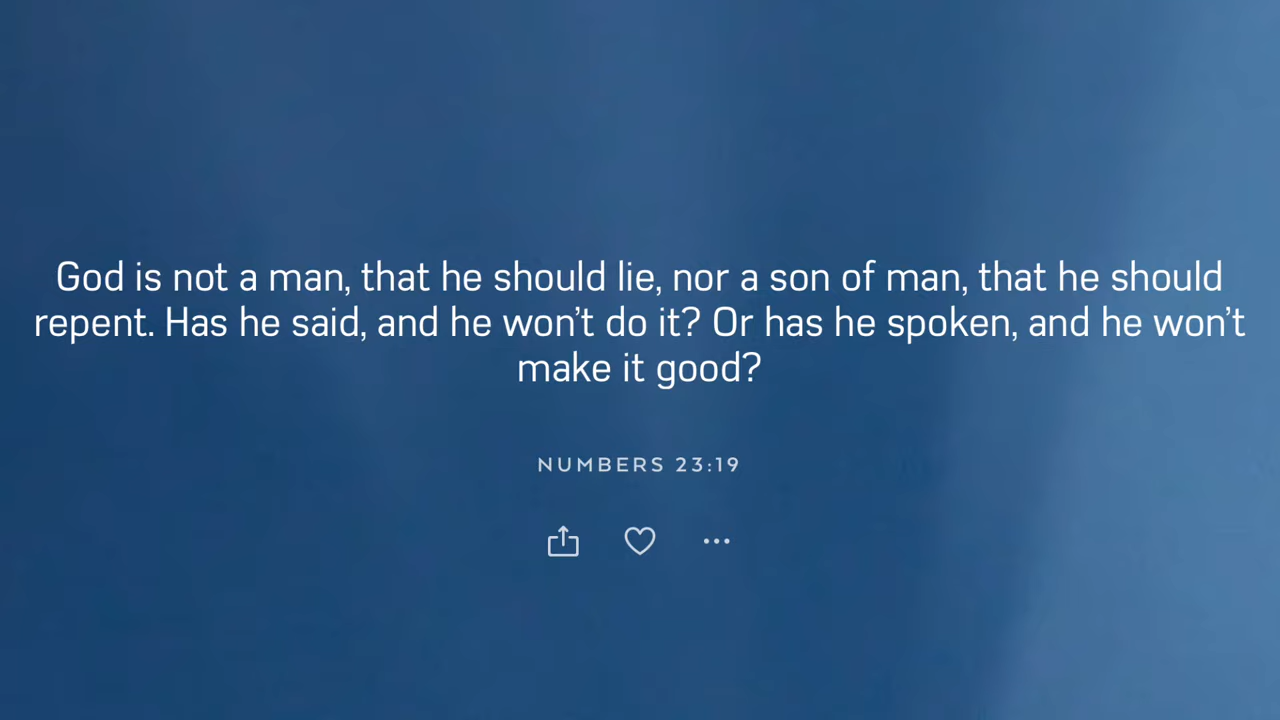 God is not a man, that he should lie, nor a son of man, that he should
repent. Has he said, and he won’t do it? Or has he spoken, and he won’t
make it good?
NUMBERS 23:19